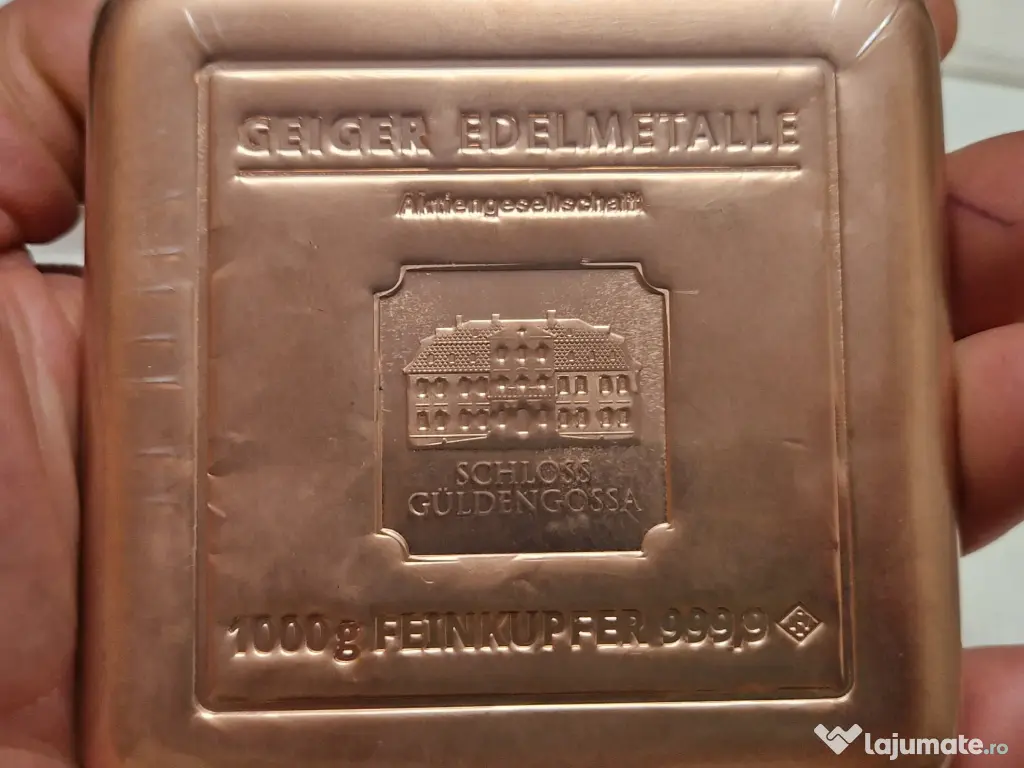 GEIGER EDELMETALLE
Aktiengesellschaft
SCHLOSS
GÜLDENGOSSA
1000g FEINKUPFER 999,9
lajumate.ro